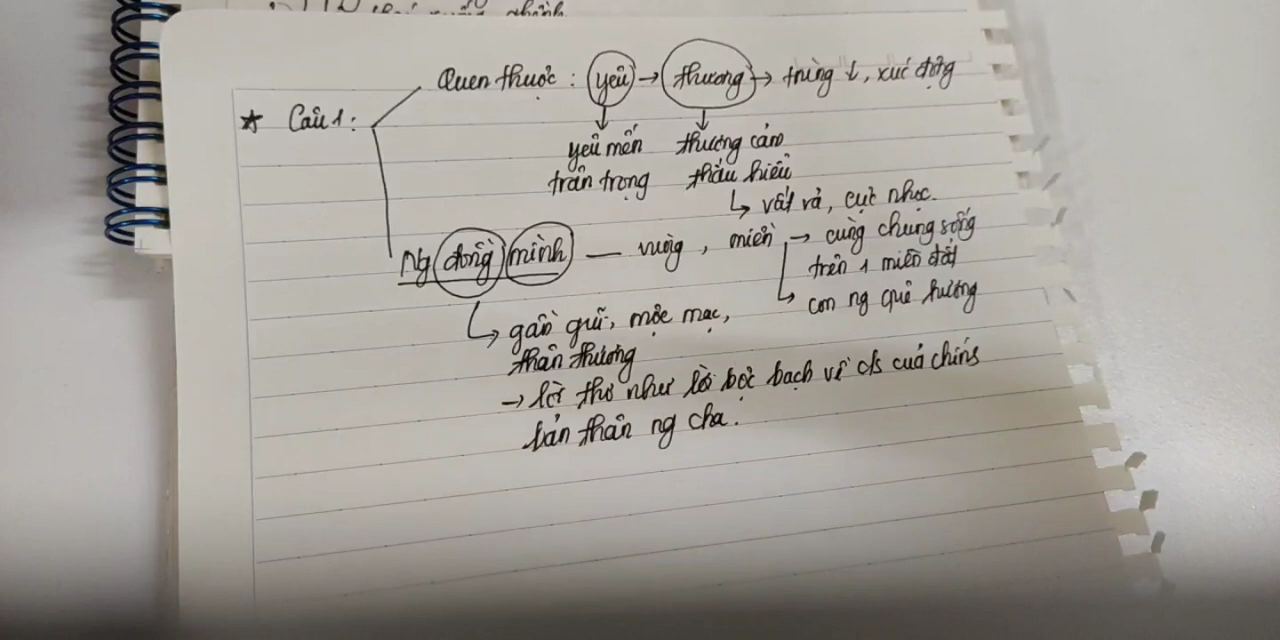 Quen thuộc : yêu → thương → trùng ↓, xúc động
* Câu 1 :
yêu mến thương cảm
trân trọng thấu hiểu
↳ vất vả, cực nhọc.
Ng đồng mình — vùng, miền → cùng chung sống
trên 1 miền đất
↳ con ng quê hương
↳ gần gũi, mộc mạc,
thân thương
→ lời thơ như lời bộc bạch về cs của chính
bản thân ng cha.